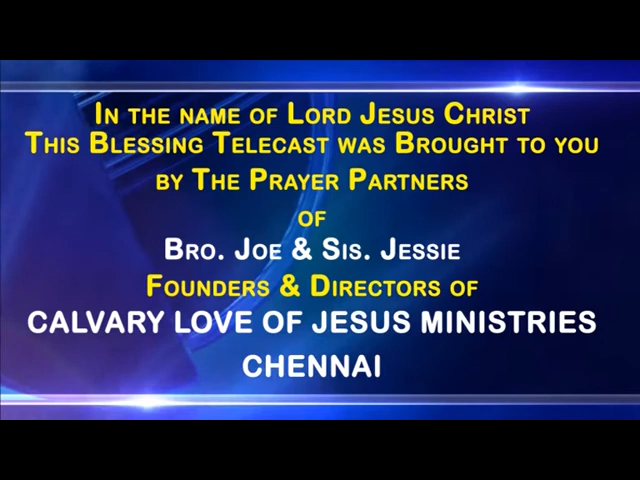 In the name of Lord Jesus Christ
This Blessing Telecast was Brought to you
by The Prayer Partners
of
Bro. Joe & Sis. Jessie
Founders & Directors of
CALVARY LOVE OF JESUS MINISTRIES
CHENNAI